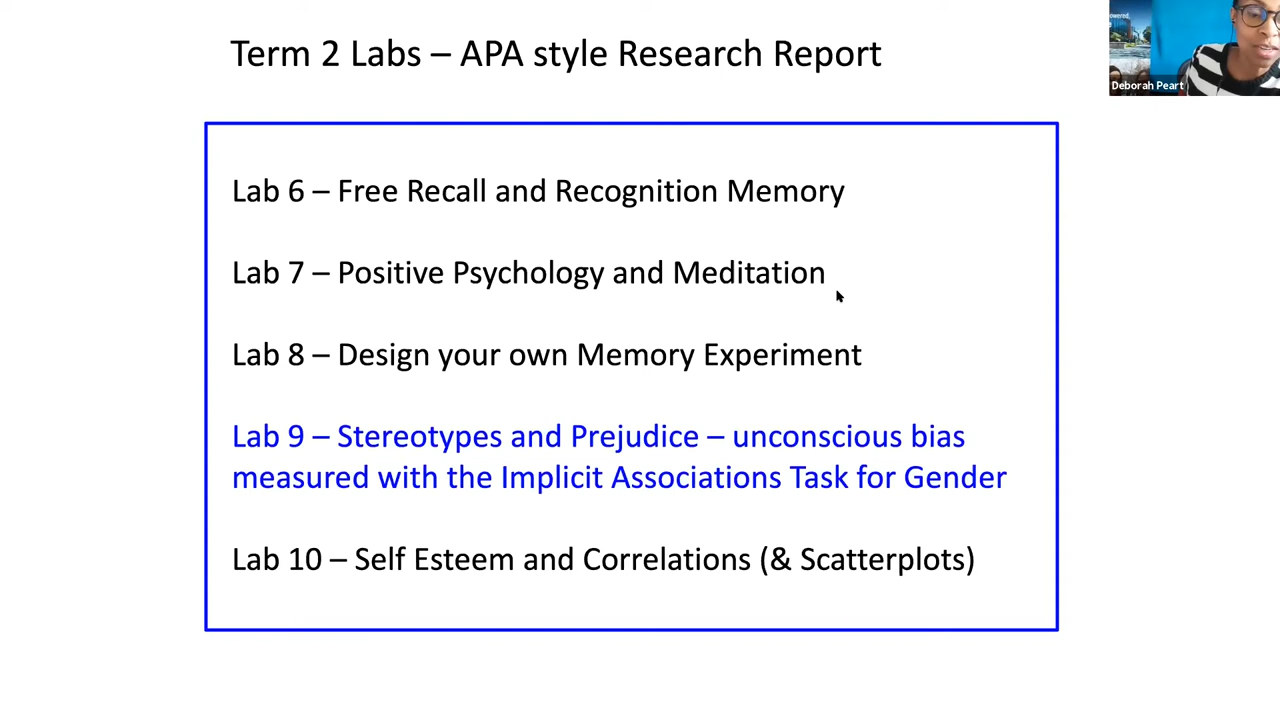 Term 2 Labs – APA style Research Report
owered,
Deborah Peart
Lab 6 – Free Recall and Recognition Memory
Lab 7 – Positive Psychology and Meditation
Lab 8 – Design your own Memory Experiment
Lab 9 – Stereotypes and Prejudice – unconscious bias
measured with the Implicit Associations Task for Gender
Lab 10 – Self Esteem and Correlations (& Scatterplots)